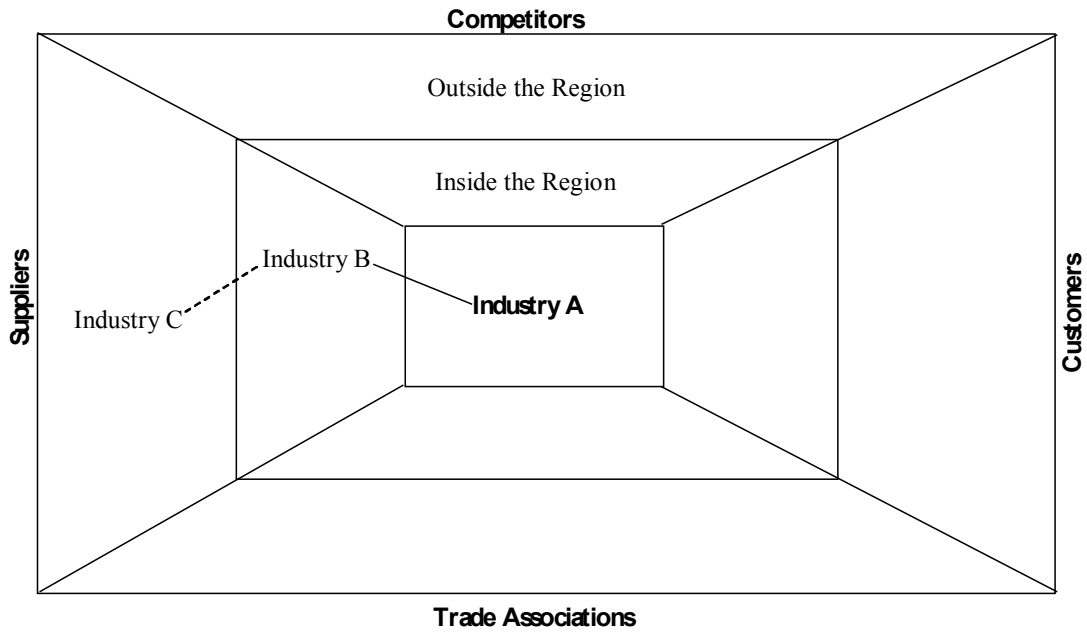 Competitors
Outside the Region
Inside the Region
Suppliers
Industry B
Industry A
Industry C
Customers
Trade Associations